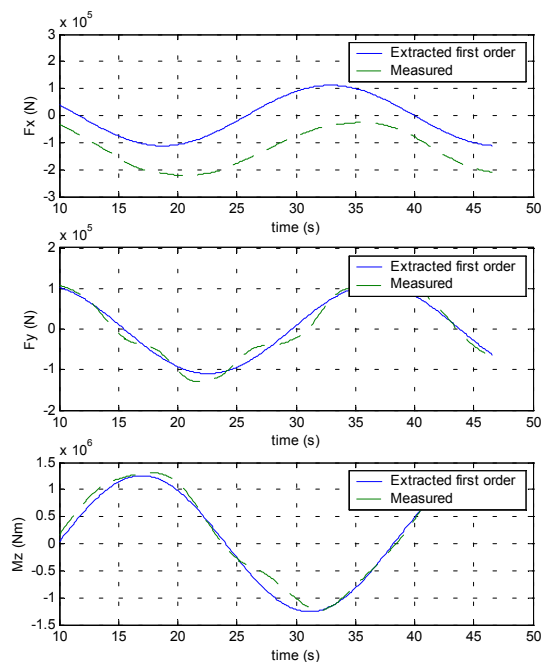 x 10^5
3
2
1
0
-1
-2
3
Fx (N)
Extracted first order
Measured
10 15 20 25 30 35 40 45 50
time (s)
x 10^5
2
1
0
-1
-2
Fy (N)
Extracted first order
Measured
10 15 20 25 30 35 40 45 50
time (s)
x 10^6
1.5
1
0.5
0
-0.5
-1
-1.5
Mz (Nm)
Extracted first order
Measured
10 15 20 25 30 35 40 45 50
time (s)